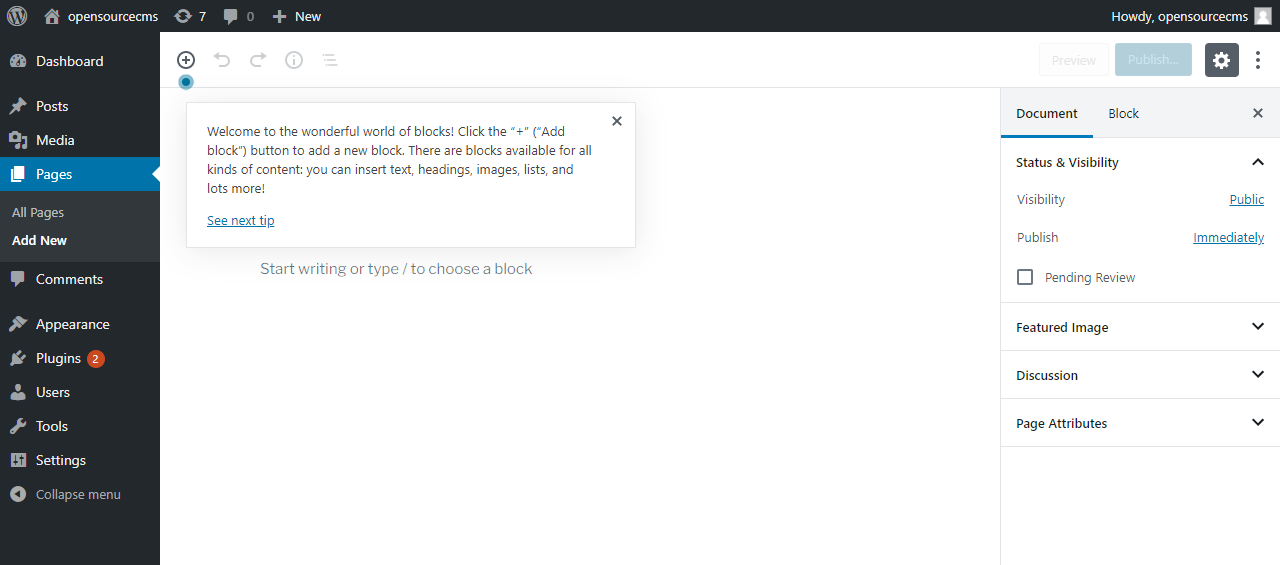 opensourcecms 7 0 New Howdy, opensourcecms
Dashboard
Posts
Media
Pages
All Pages
Add New
Comments
Appearance
Plugins 2
Users
Tools
Settings
Collapse menu
Preview Publish...
Welcome to the wonderful world of blocks! Click the “+” (“Add
block”) button to add a new block. There are blocks available for all
kinds of content: you can insert text, headings, images, lists, and
lots more!
See next tip
Start writing or type / to choose a block
Document Block
Status & Visibility
Visibility Public
Publish Immediately
Pending Review
Featured Image
Discussion
Page Attributes